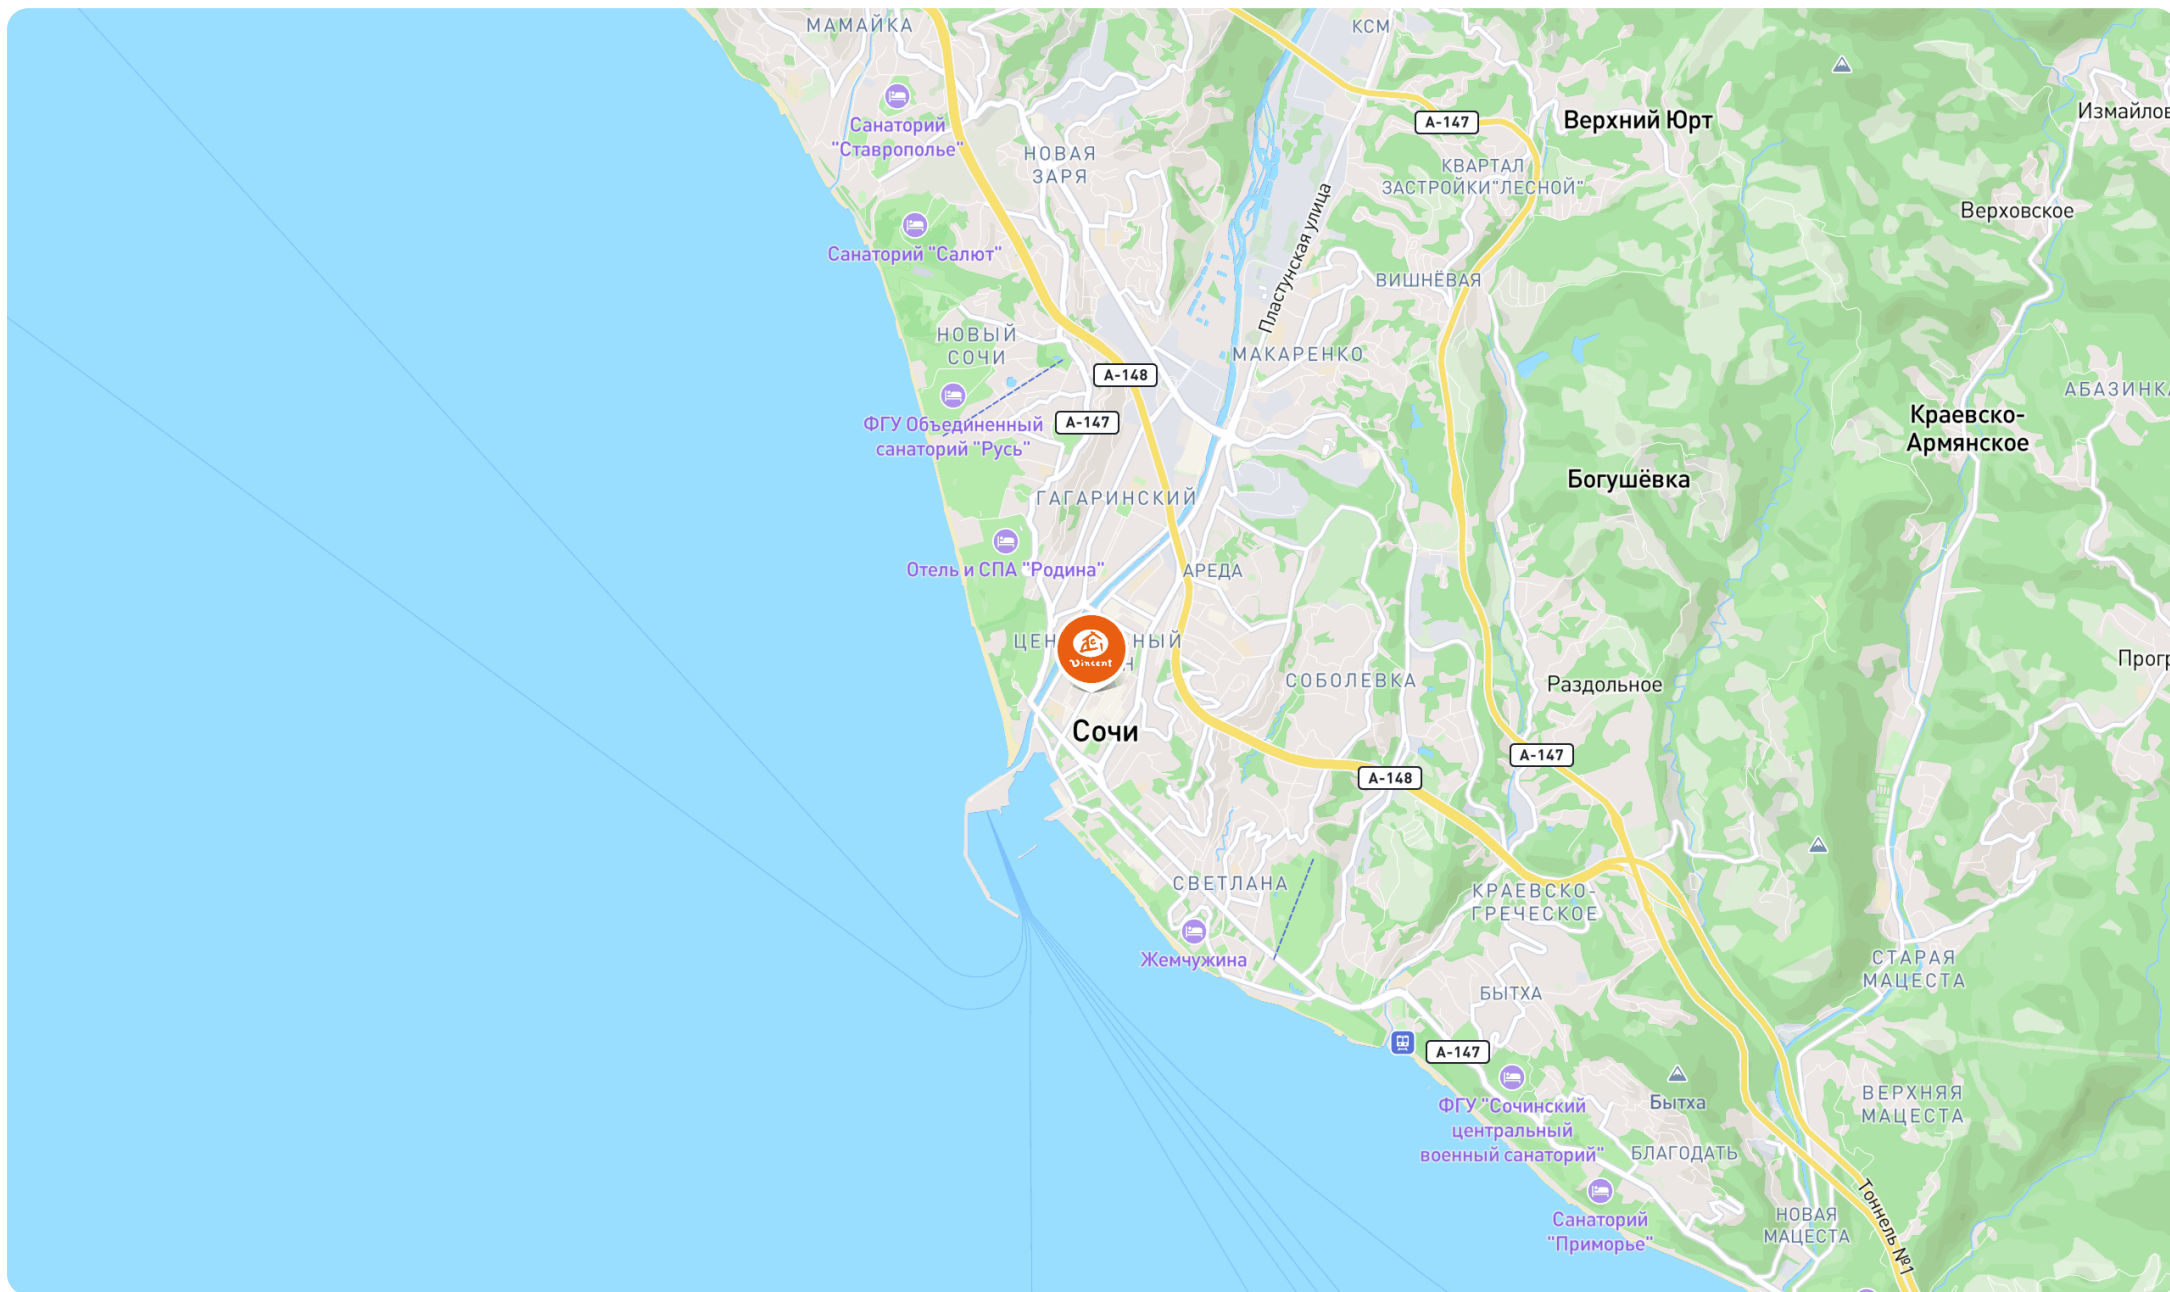 МАМАЙКА
КСМ
Санаторий
"Ставрополье"
А-147
Верхний Юрт
Измайлов
НОВАЯ
ЗАРЯ
КВАРТАЛ
ЗАСТРОЙКИ"ЛЕСНОЙ"
Верховское
Санаторий "Салют"
Пластунская улица
ВИШНЁВАЯ
НОВЫЙ
СОЧИ
МАКАРЕНКО
А-148
АБАЗИНКА
А-147
ФГУ Объединенный
санаторий "Русь"
Краевско-
Армянское
Богушёвка
ГАГАРИНСКИЙ
Отель и СПА "Родина"
АРЕДА
ЦЕН
НЫЙ
Н
Vincent
СОБОЛЕВКА
Раздольное
Прогр
Сочи
А-147
А-148
СВЕТЛАНА
КРАЕВСКО-
ГРЕЧЕСКОЕ
Жемчужина
СТАРАЯ
МАЦЕСТА
БЫТХА
А-147
ФГУ "Сочинский
центральный
военный санаторий"
Бытха
ВЕРХНЯЯ
МАЦЕСТА
БЛАГОДАТЬ
Санаторий
"Приморье"
НОВАЯ
МАЦЕСТА
Тоннель №1